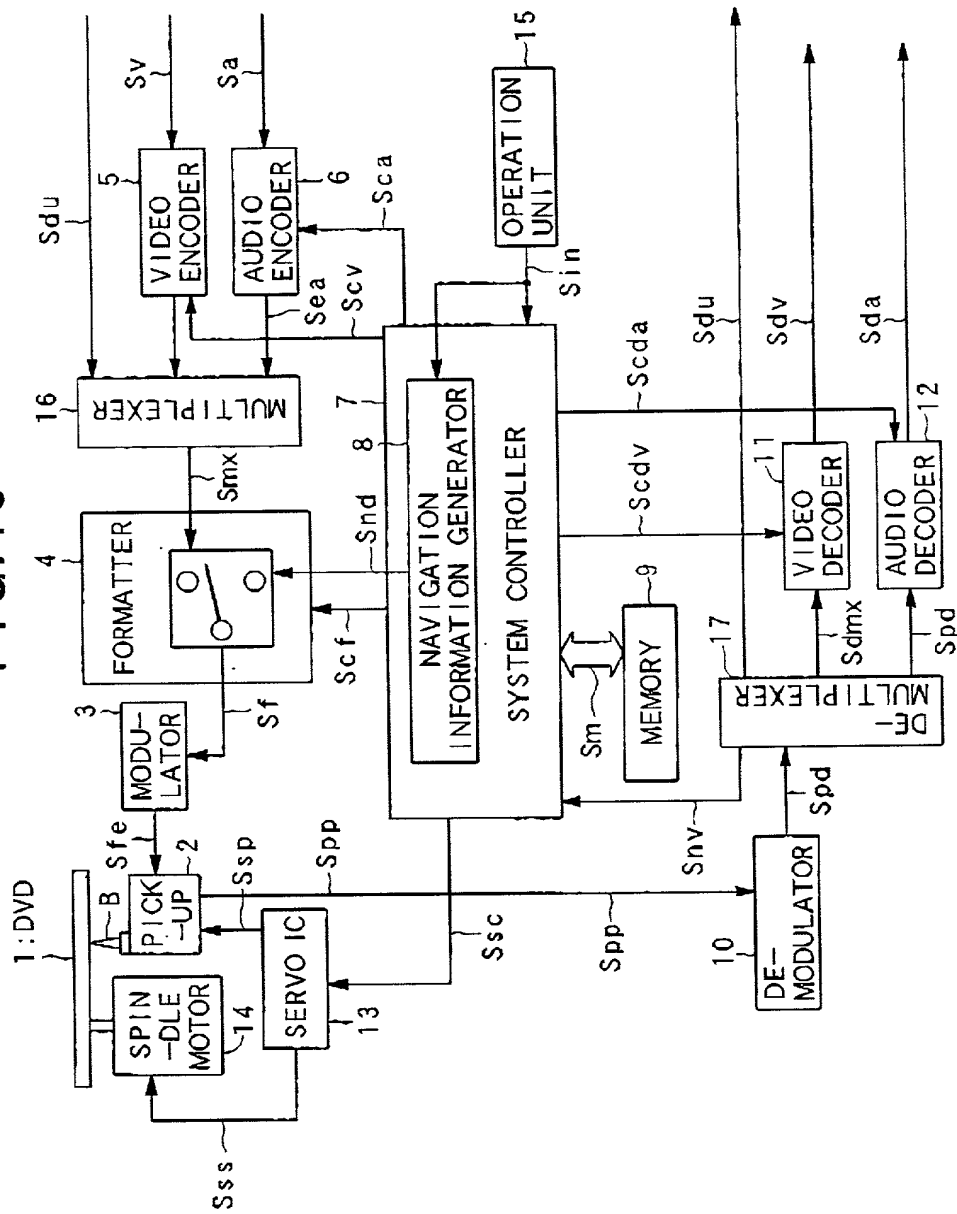 1:DVD
SPIN
-DLE
MOTOR
14
B
PICK
-UP
2
Sfe
MODU-
LATOR
3
Sss
SERVO IC
13
Ssp
Spp
Ssc
Spp
Sf
FORMATTER
4
Scf
Snd
Smx
MULTIPLEXER
16
Sdu
VIDEO
ENCODER
5
Sv
AUDIO
ENCODER
6
Sa
Sea
Scv
Sca
NAVIGATION
INFORMATION GENERATOR
8
7
SYSTEM CONTROLLER
Sin
OPERATION
UNIT
15
Sm
MEMORY
9
Snv
Scdv
Scda
DE-
MODULATOR
10
Spd
DE-
MULTIPLEXER
17
Sdmx
Spd
VIDEO
DECODER
11
AUDIO
DECODER
12
Sdu
Sdv
Sda